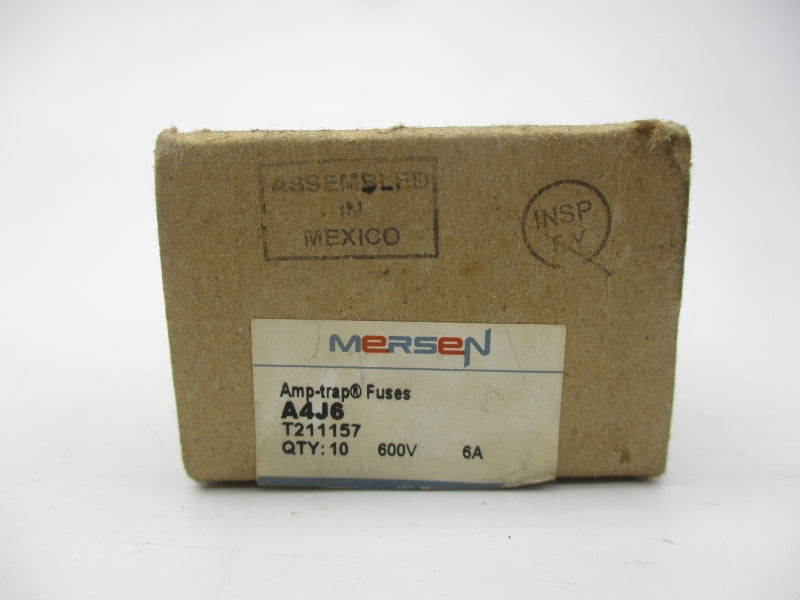 ASSEMBLED
IN
MEXICO
INSP.
MERSEN
Amp-trap® Fuses
A4J6
T211157
QTY: 10 600V 6A